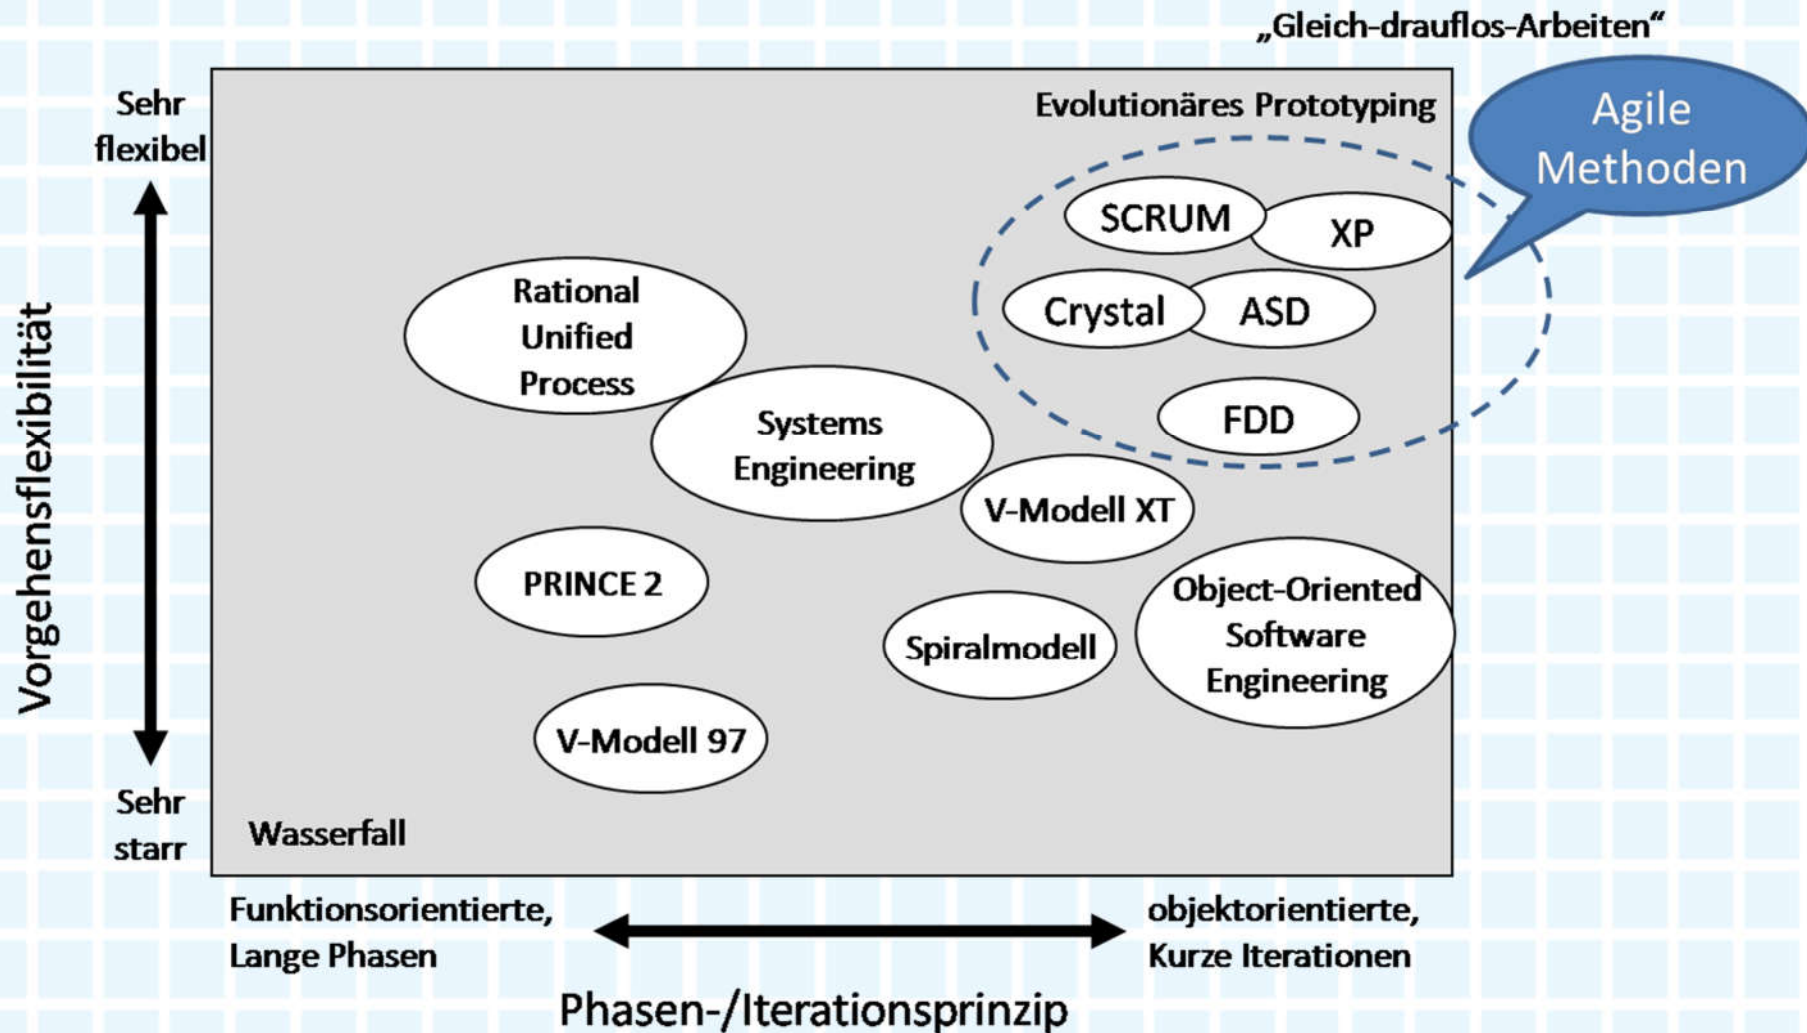 „Gleich-drauflos-Arbeiten“
Sehr
flexibel
Evolutionäres Prototyping
Agile
Methoden
SCRUM
XP
Rational
Unified
Process
Crystal
ASD
Vorgehensflexibilität
Systems
Engineering
FDD
V-Modell XT
PRINCE 2
Object-Oriented
Software
Engineering
Spiralmodell
V-Modell 97
Sehr
starr
Wasserfall
Funktionsorientierte,
Lange Phasen
objektorientierte,
Kurze Iterationen
Phasen-/Iterationsprinzip